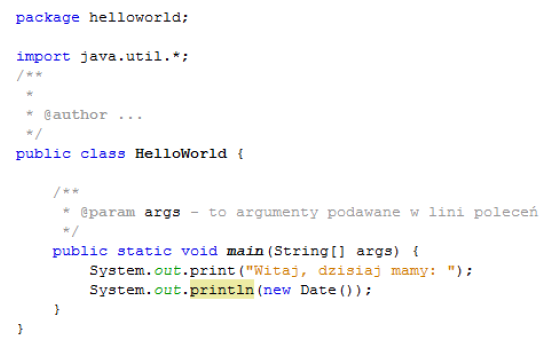 package helloworld;
import java.util.*;
/**
*
* @author ...
*/
public class HelloWorld {
/**
* @param args - to argumenty podawane w lini poleceń
*/
public static void main(String[] args) {
System.out.print("Witaj, dzisiaj mamy: ");
System.out.println(new Date());
}
}